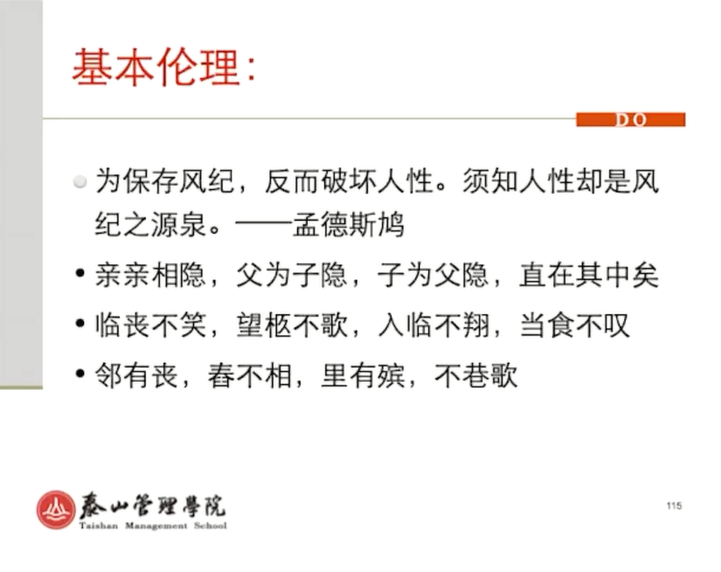 基本伦理：
DO
为保存风纪，反而破坏人性。须知人性却是风
纪之源泉。——孟德斯鸠
亲亲相隐，父为子隐，子为父隐，直在其中矣
临丧不笑，望柩不歌，入临不翔，当食不叹
邻有丧，舂不相，里有殡，不巷歌
泰山管理學院
Taishan Management School
115